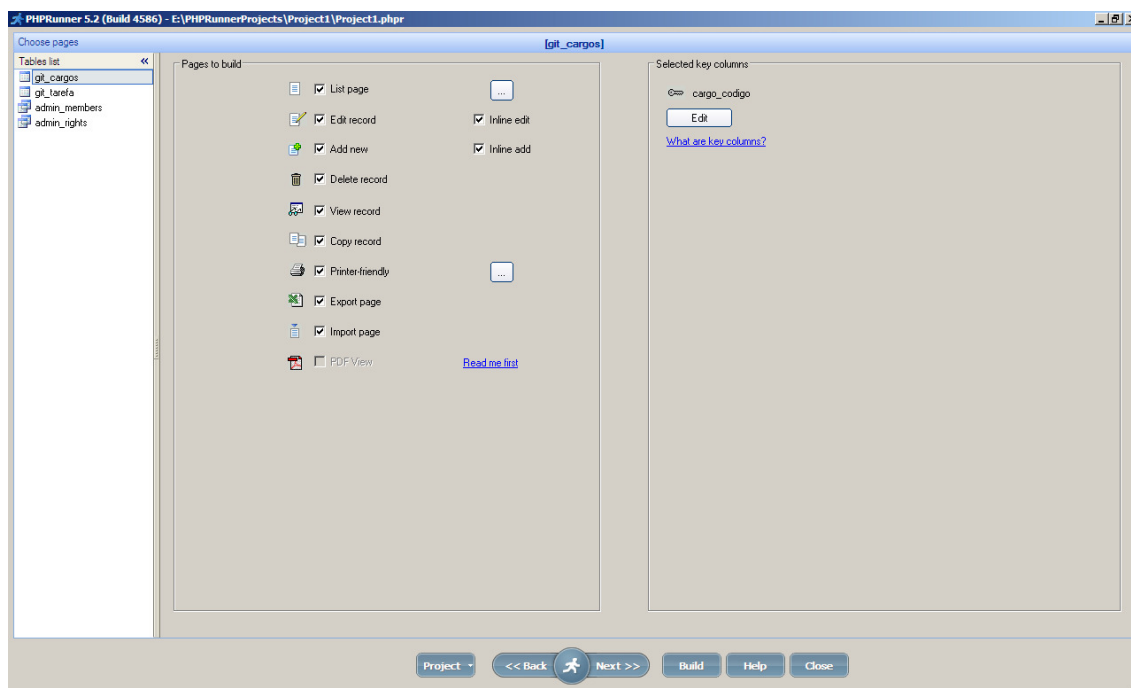 PHPRunner 5.2 (Build 4586) - E:\PHPRunnerProjects\Project1\Project1.phpr
Choose pages
[git_cargos]
Tables list «
git_cargos
git_tarefa
admin_members
admin_rights
Pages to build
List page ...
Edit record Inline edit
Add new Inline add
Delete record
View record
Copy record
Printer-friendly ...
Export page
Import page
PDF View Read me first
Selected key columns
cargo_codigo
Edit
What are key columns?
Project << Back Next >> Build Help Close